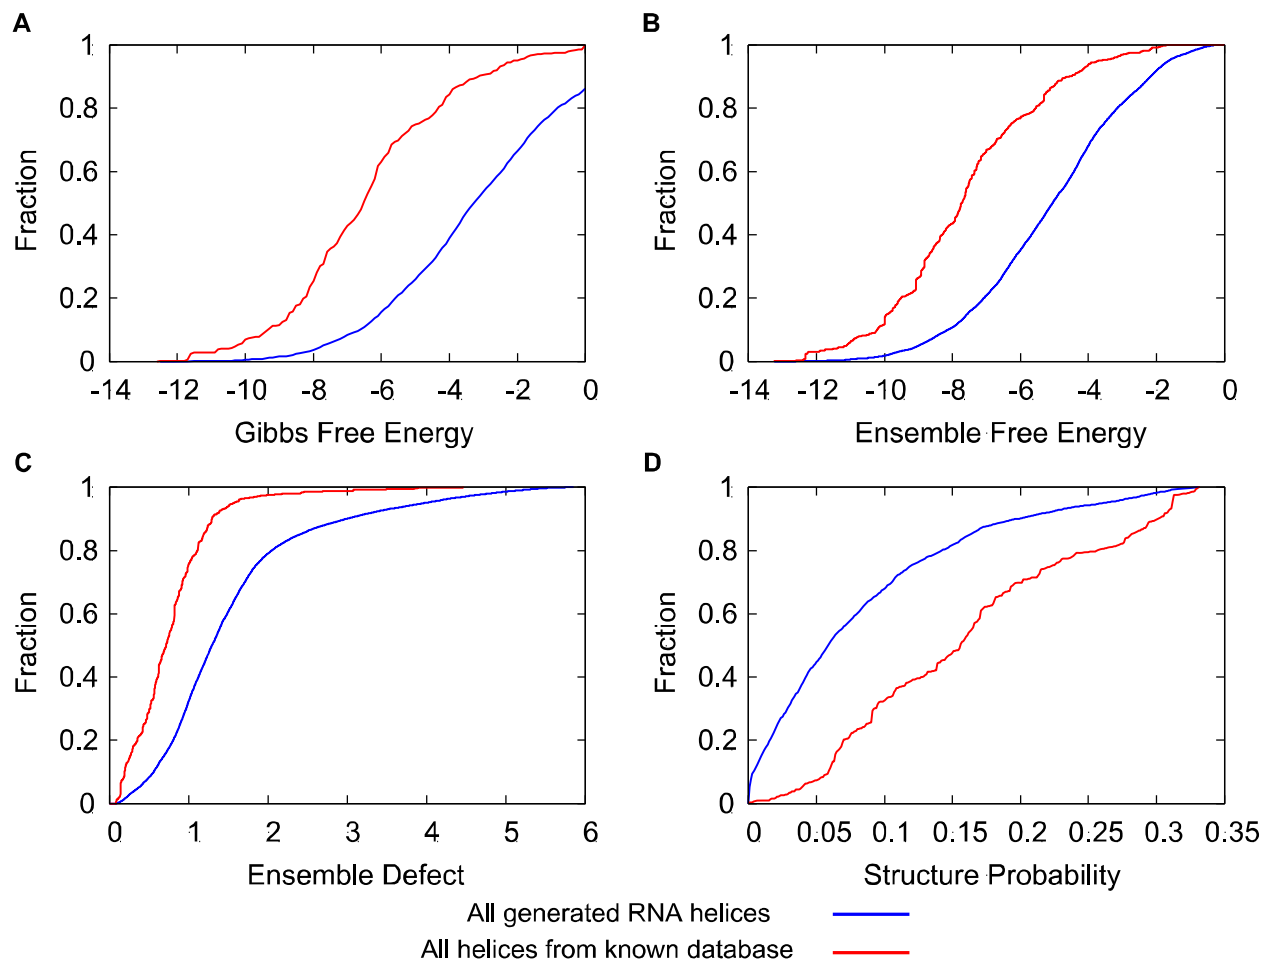 A
B
1
0.8
0.6
0.4
0.2
0
Fraction
-14 -12 -10 -8 -6 -4 -2 0
Gibbs Free Energy
1
0.8
0.6
0.4
0.2
0
Fraction
-14 -12 -10 -8 -6 -4 -2 0
Ensemble Free Energy
C
D
1
0.8
0.6
0.4
0.2
0
Fraction
0 1 2 3 4 5 6
Ensemble Defect
1
0.8
0.6
0.4
0.2
0
Fraction
0 0.05 0.1 0.15 0.2 0.25 0.3 0.35
Structure Probability
All generated RNA helices
All helices from known database